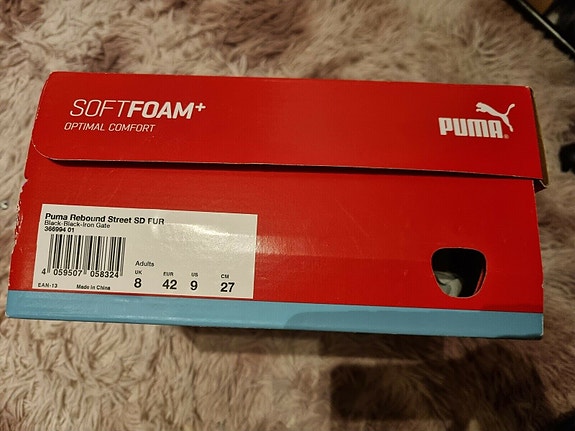 SOFTFOAM+
OPTIMAL COMFORT
PUMA®
Puma Rebound Street SD FUR
Black-Black-Iron Gate
366994 01
Adults
UK EUR US CM
8 42 9 27
4 059507 058324
EAN-13 Made in China